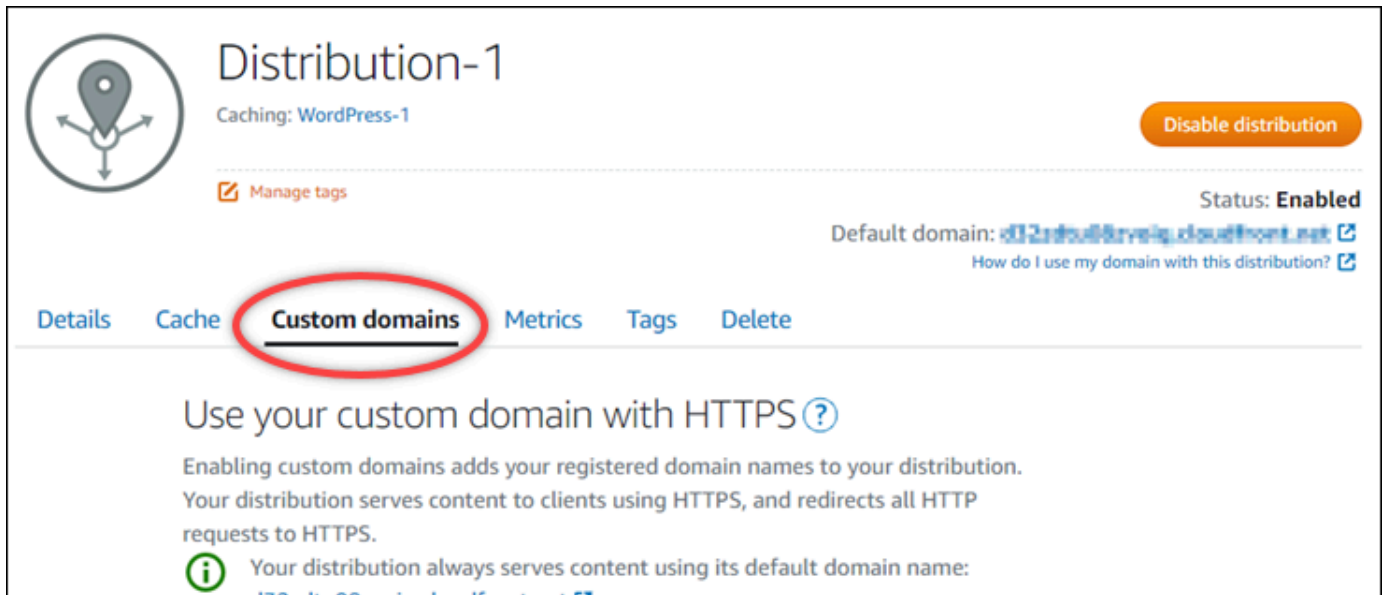 Distribution-1
Caching: WordPress-1
Disable distribution
Manage tags
Status: Enabled
Default domain:
How do I use my domain with this distribution?
Details Cache Custom domains Metrics Tags Delete
Use your custom domain with HTTPS ?
Enabling custom domains adds your registered domain names to your distribution.
Your distribution serves content to clients using HTTPS, and redirects all HTTP
requests to HTTPS.
Your distribution always serves content using its default domain name: